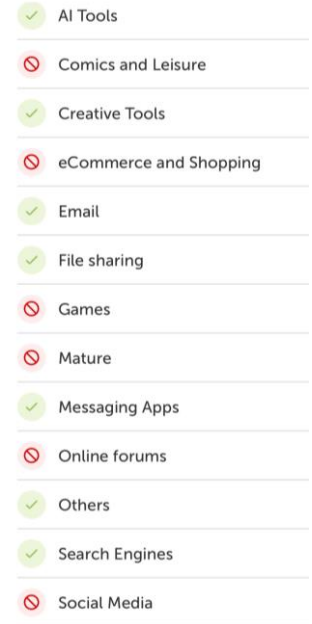 AI Tools
Comics and Leisure
Creative Tools
eCommerce and Shopping
Email
File sharing
Games
Mature
Messaging Apps
Online forums
Others
Search Engines
Social Media